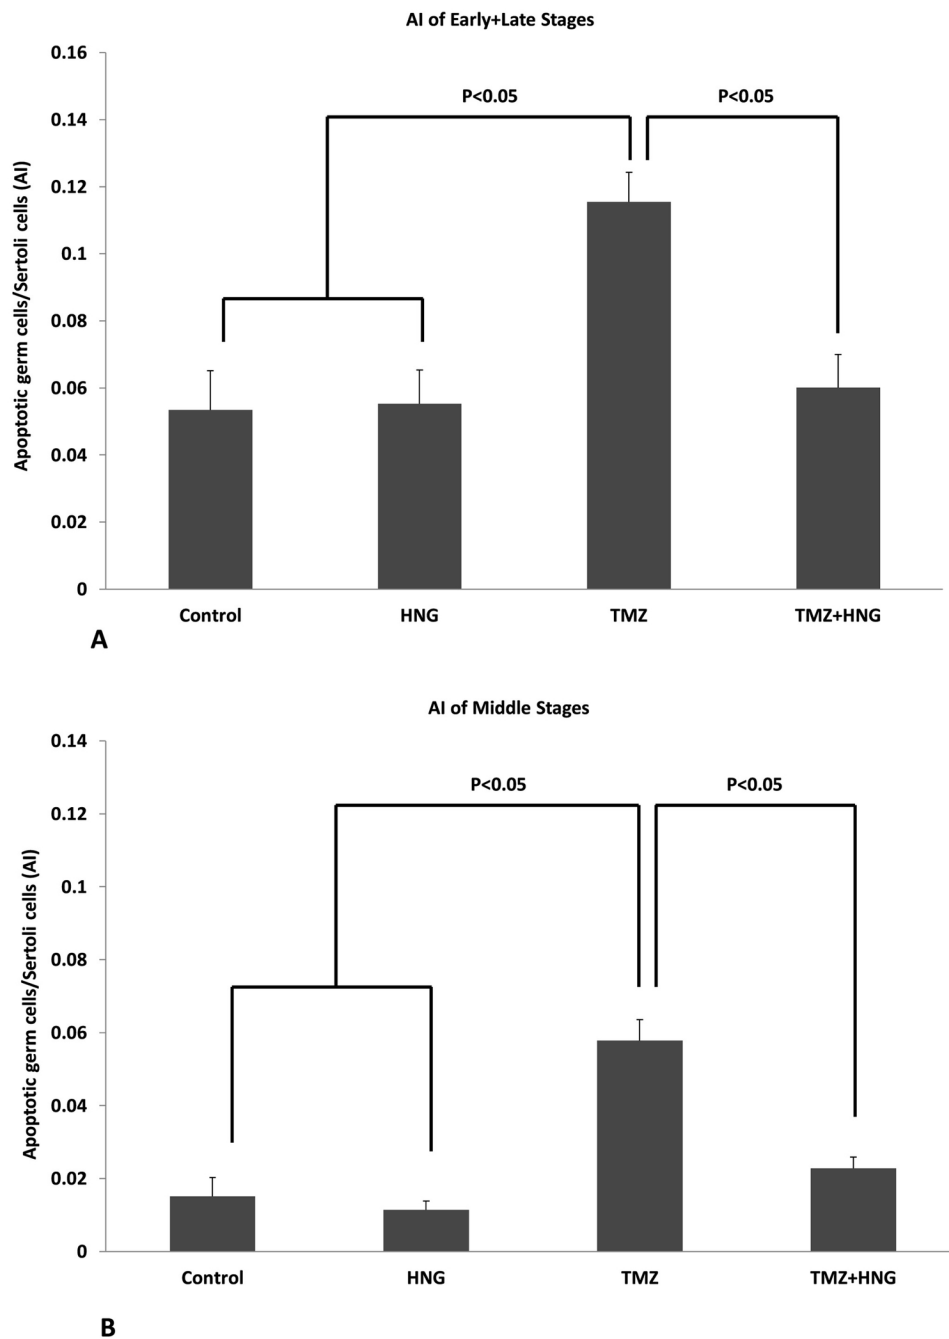 AI of Early+Late Stages
0.16
P<0.05 P<0.05
0.14
0.12
0.1
0.08
0.06
0.04
0.02
0
Apoptotic germ cells/Sertoli cells (AI)
Control HNG TMZ TMZ+HNG
A
AI of Middle Stages
0.14
P<0.05 P<0.05
0.12
0.1
0.08
0.06
0.04
0.02
0
Apoptotic germ cells/Sertoli cells (AI)
Control HNG TMZ TMZ+HNG
B